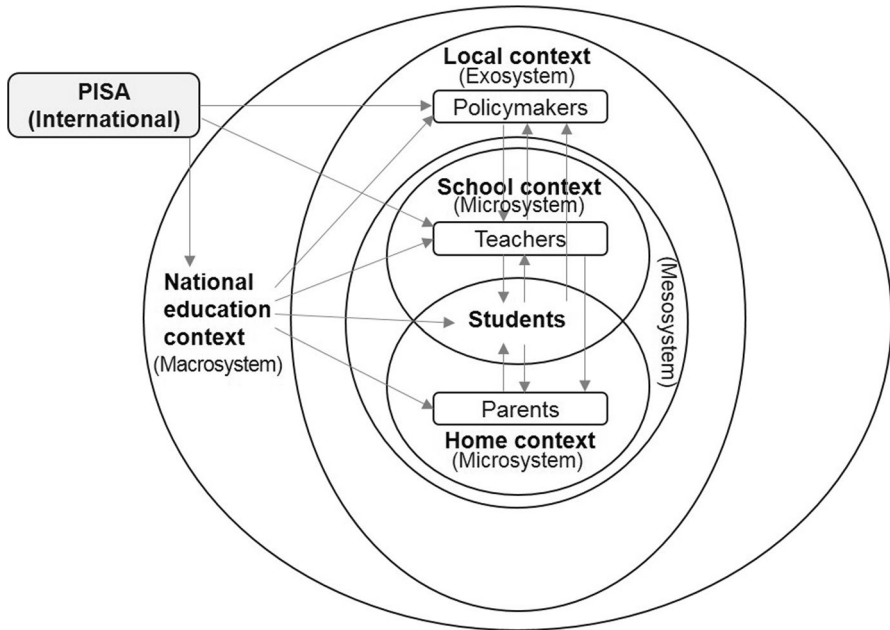 Local context
(Exosystem)
PISA
(International)
Policymakers
School context
(Microsystem)
Teachers
(Mesosystem)
National
education
context
(Macrosystem)
Students
Parents
Home context
(Microsystem)